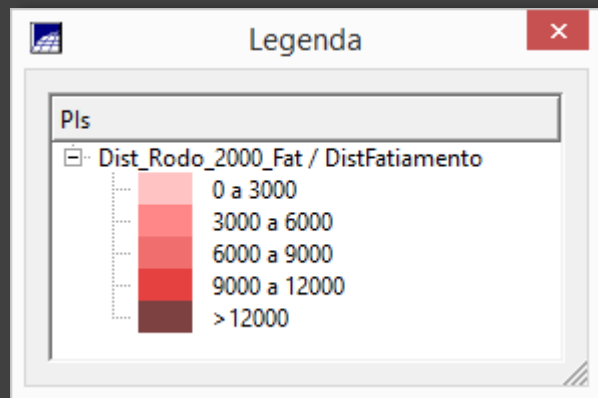 Legenda
PIs
Dist_Rodo_2000_Fat / DistFatiamento
0 a 3000
3000 a 6000
6000 a 9000
9000 a 12000
>12000